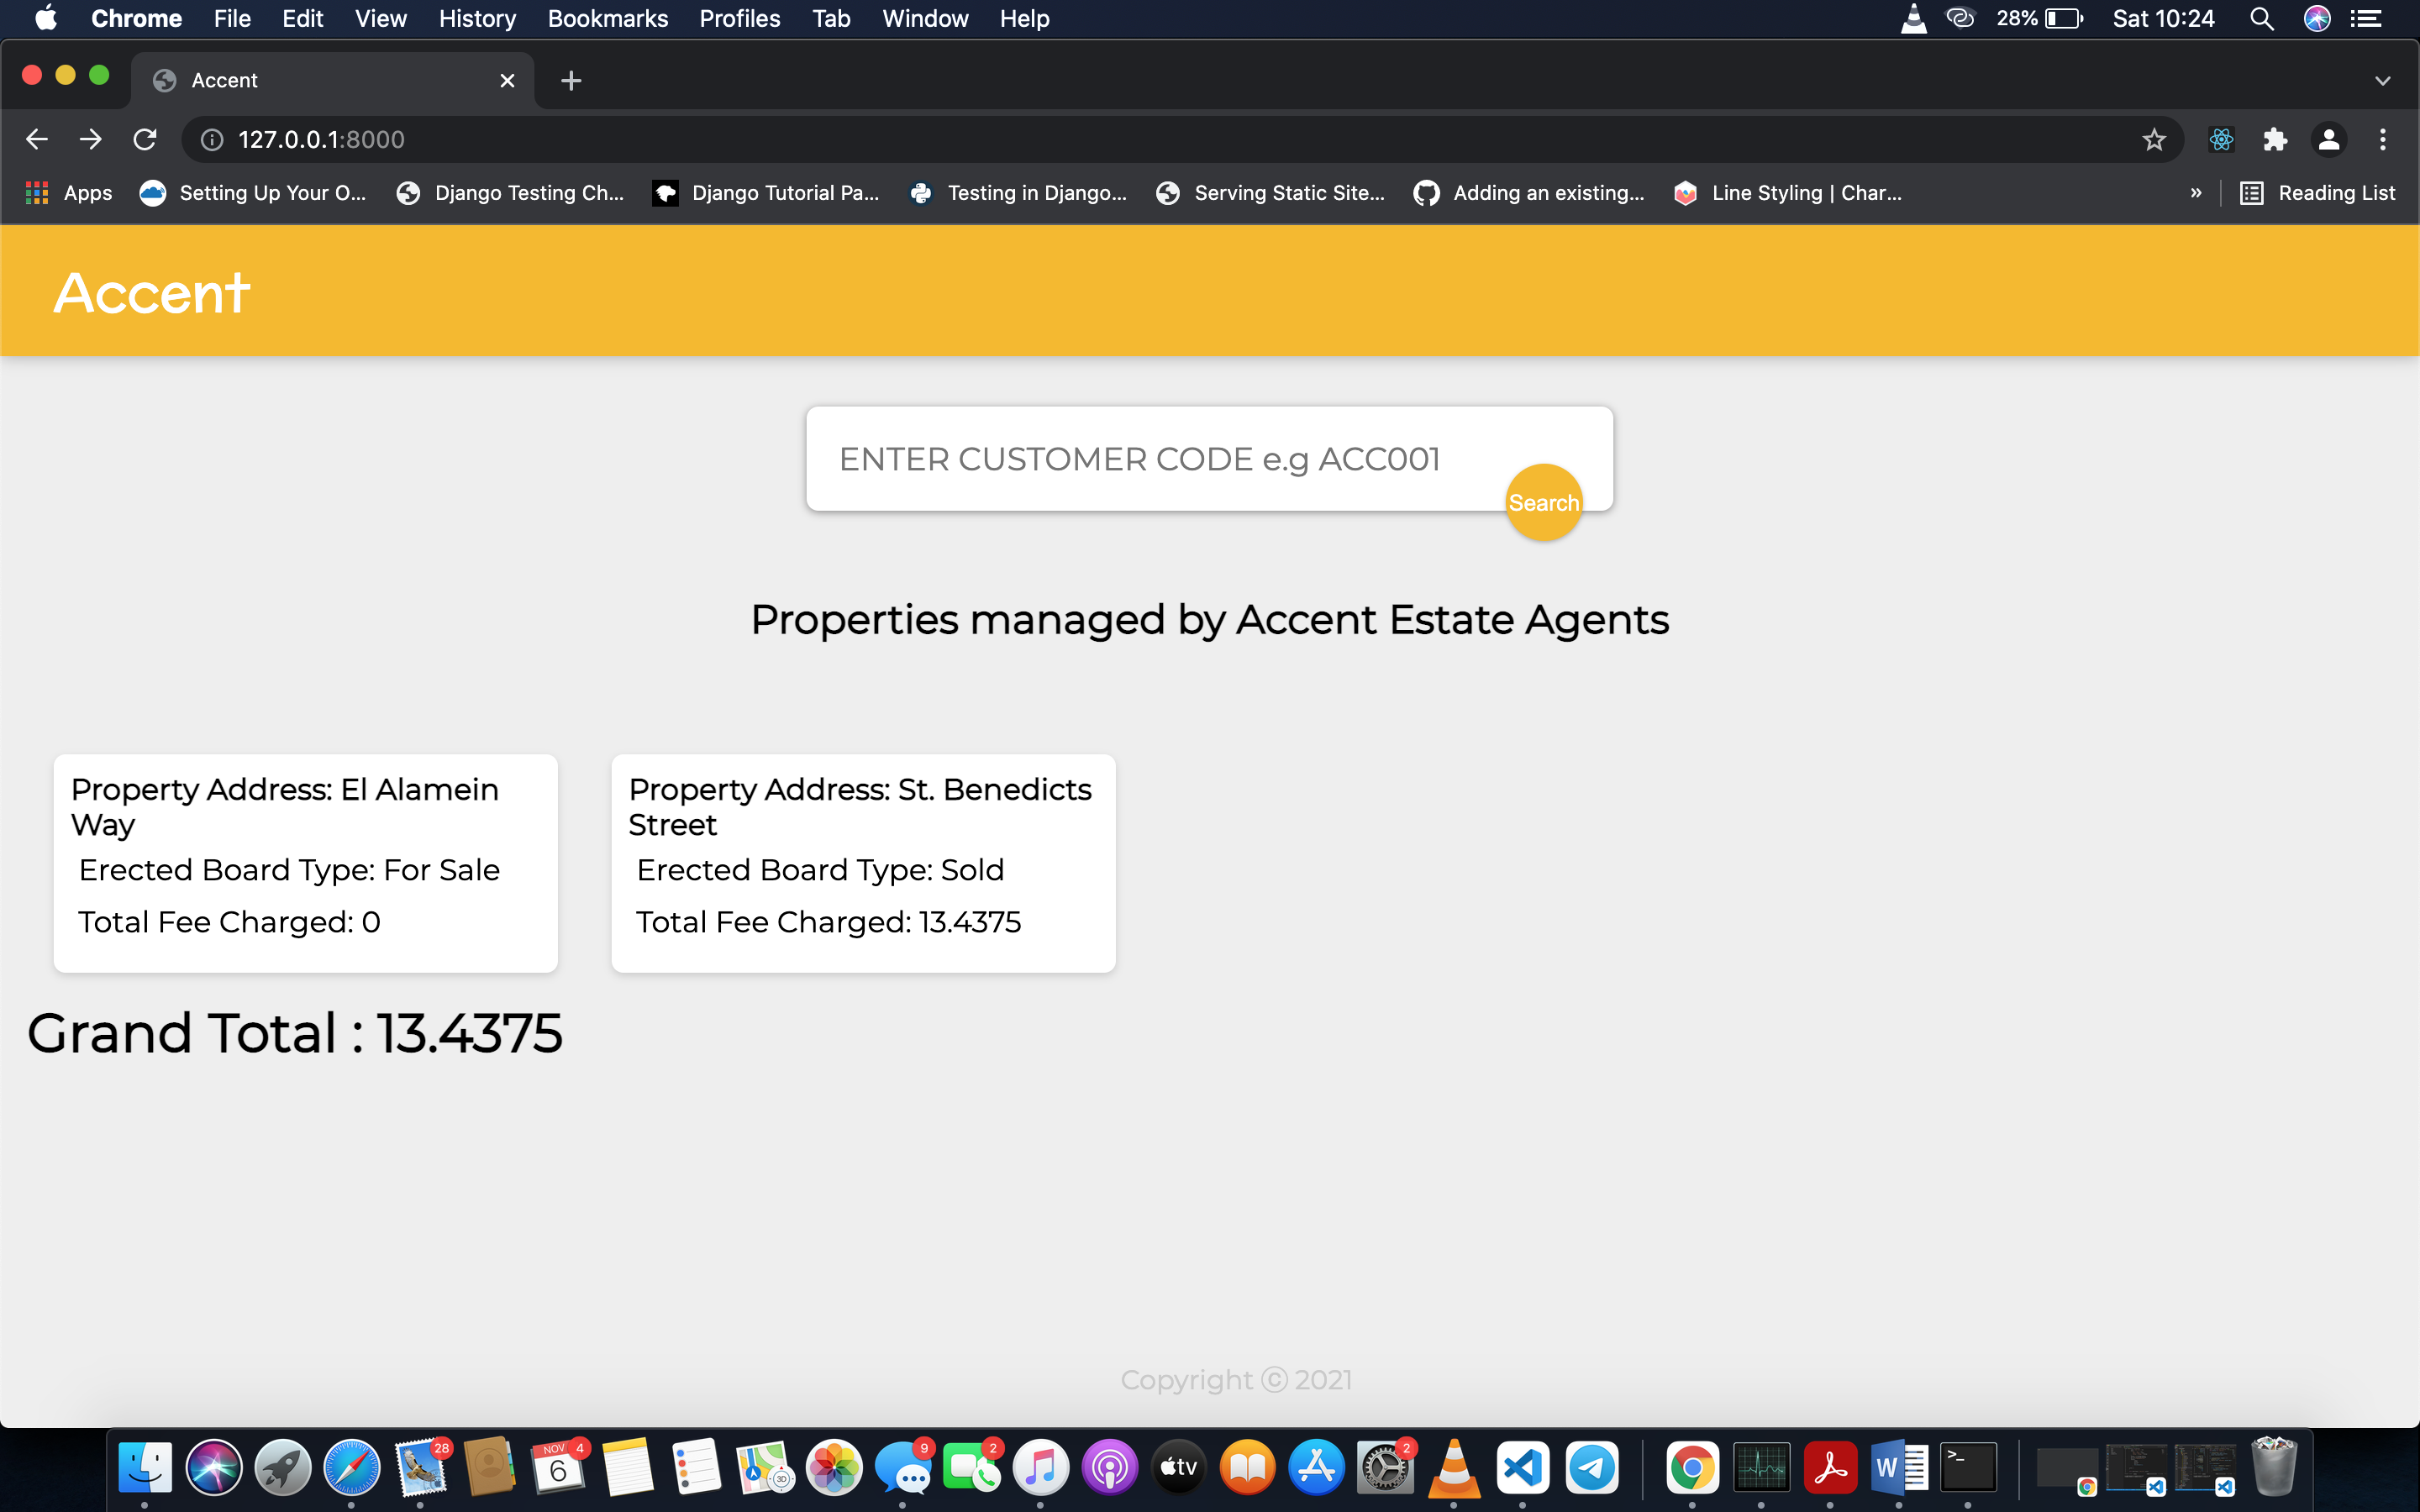 Chrome File Edit View History Bookmarks Profiles Tab Window Help 28% Sat 10:24
Accent
127.0.0.1:8000
Apps Setting Up Your O... Django Testing Ch... Django Tutorial Pa... Testing in Django... Serving Static Site... Adding an existing... Line Styling | Char... » Reading List
Accent
ENTER CUSTOMER CODE e.g ACC001
Search
Properties managed by Accent Estate Agents
Property Address: El Alamein
Way
Erected Board Type: For Sale
Total Fee Charged: 0
Property Address: St. Benedicts
Street
Erected Board Type: Sold
Total Fee Charged: 13.4375
Grand Total : 13.4375
Copyright © 2021
28 NOV 6 4 3D 9 2 tv 2 W >_